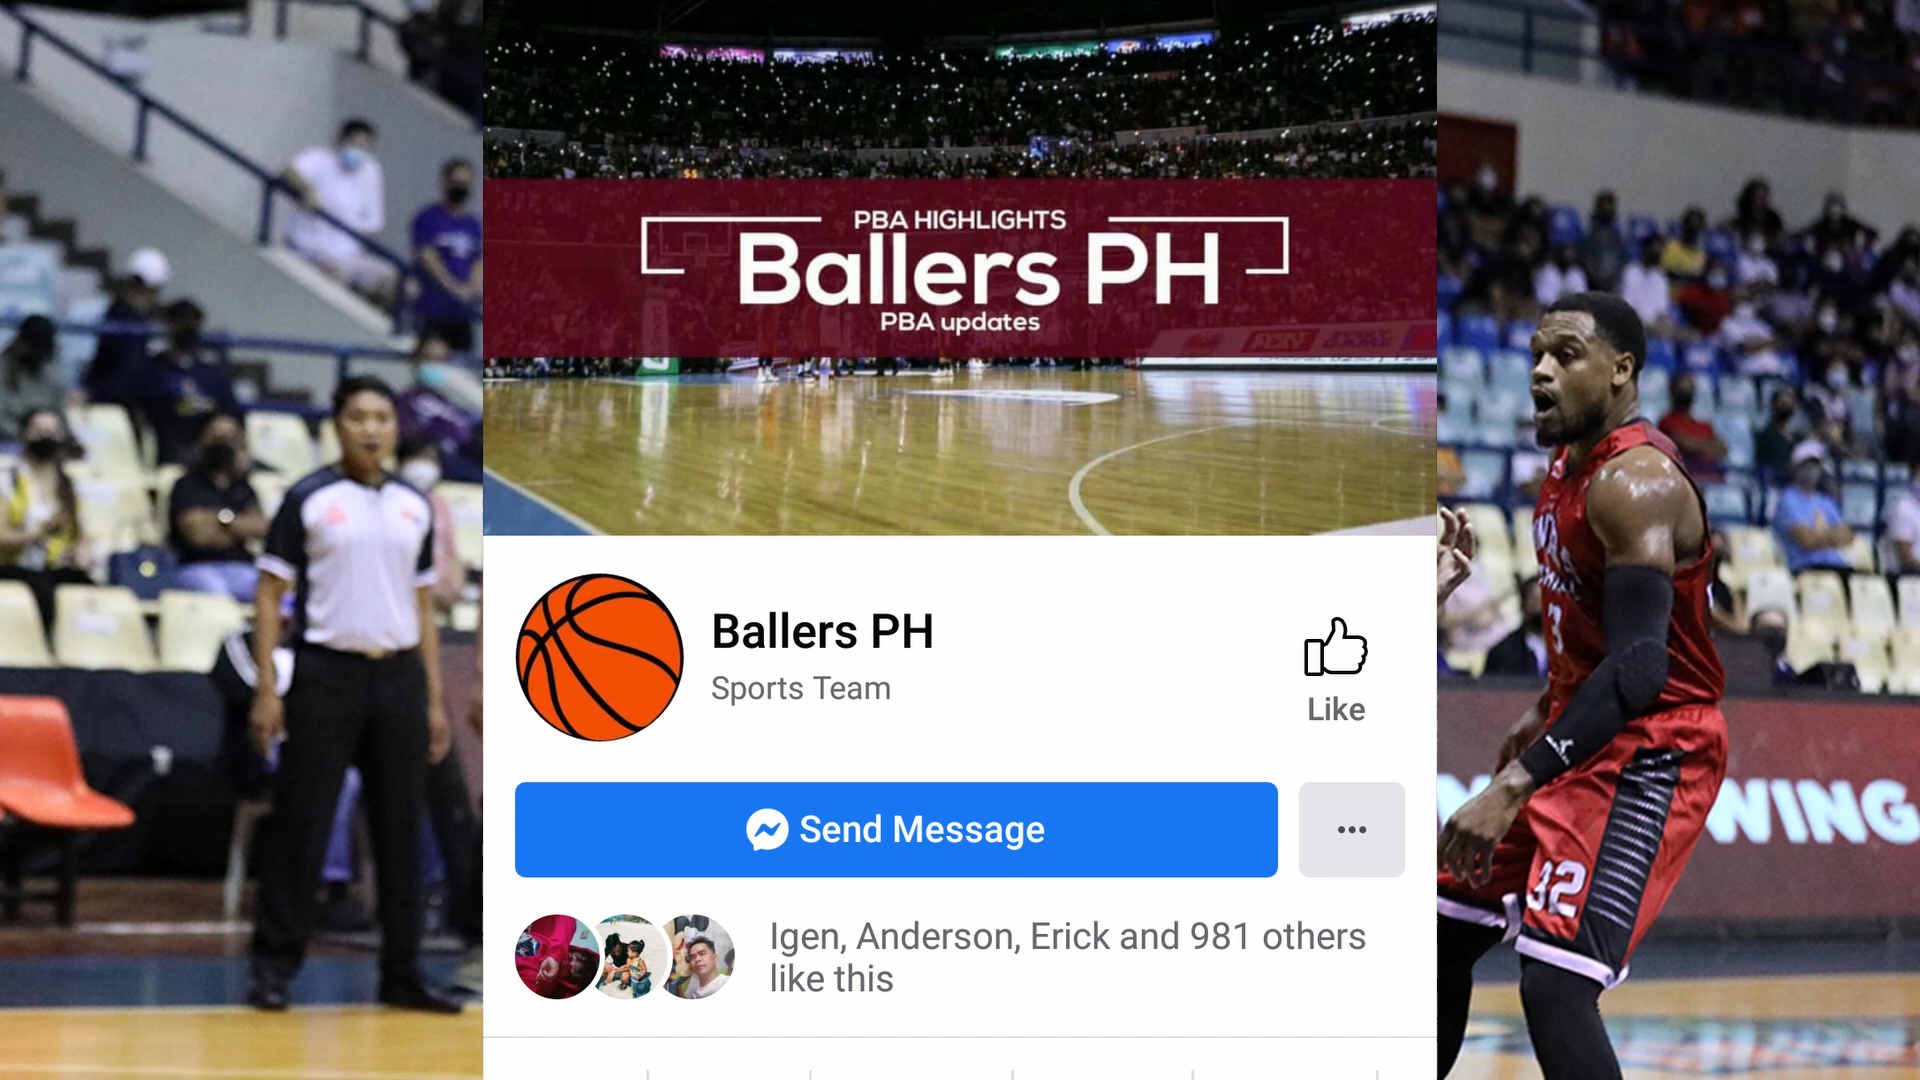 PBA HIGHLIGHTS
Ballers PH
PBA updates
Ballers PH
Sports Team
Like
Send Message
Igen, Anderson, Erick and 981 others
like this
WING
32